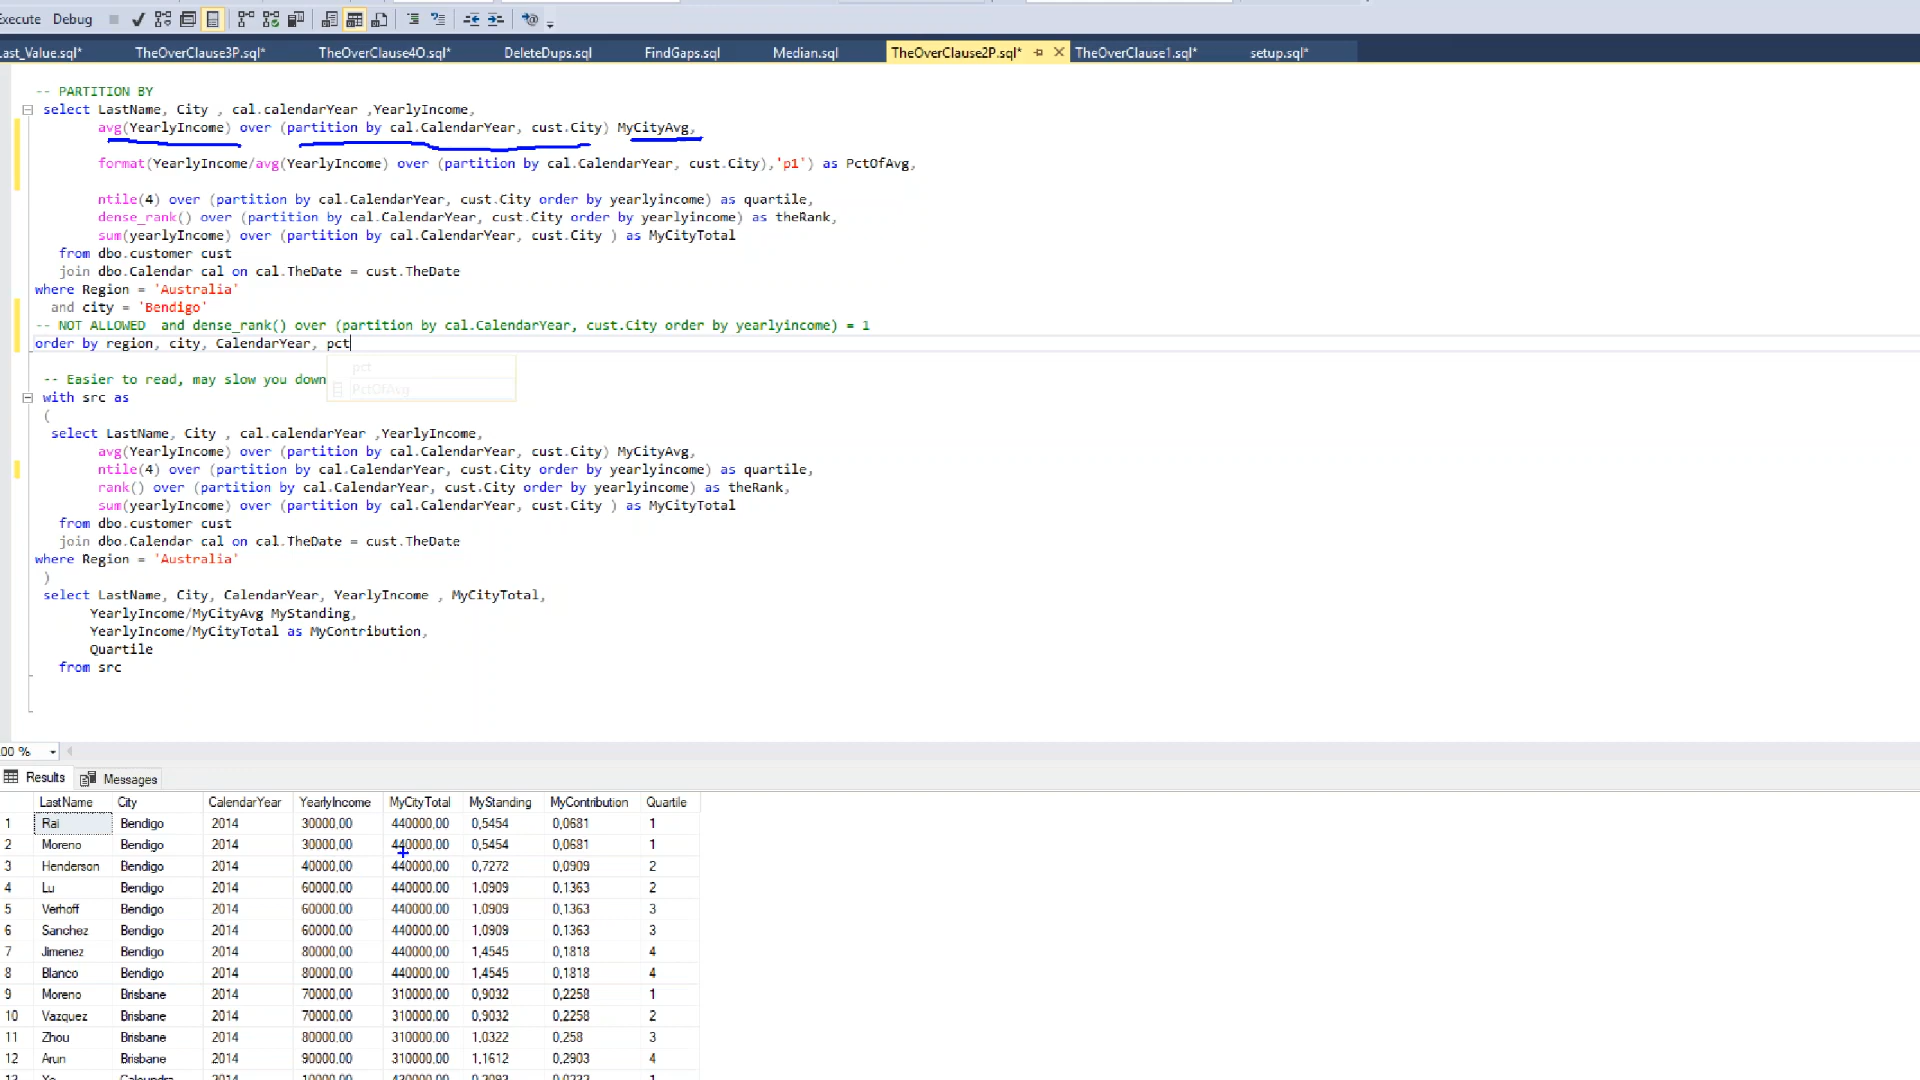 Execute Debug
Last_Value.sql* TheOverClause3P.sql* TheOverClause4O.sql* DeleteDups.sql FindGaps.sql Median.sql TheOverClause2P.sql* TheOverClause1.sql* setup.sql*
-- PARTITION BY
select LastName, City , cal.calendarYear ,YearlyIncome,
avg(YearlyIncome) over (partition by cal.CalendarYear, cust.City) MyCityAvg,
format(YearlyIncome/avg(YearlyIncome) over (partition by cal.CalendarYear, cust.City),'p1') as PctOfAvg,
ntile(4) over (partition by cal.CalendarYear, cust.City order by yearlyincome) as quartile,
dense_rank() over (partition by cal.CalendarYear, cust.City order by yearlyincome) as theRank,
sum(yearlyIncome) over (partition by cal.CalendarYear, cust.City ) as MyCityTotal
from dbo.customer cust
join dbo.Calendar cal on cal.TheDate = cust.TheDate
where Region = 'Australia'
and city = 'Bendigo'
-- NOT ALLOWED  and dense_rank() over (partition by cal.CalendarYear, cust.City order by yearlyincome) = 1
order by region, city, CalendarYear, pct
pct
PctOfAvg
-- Easier to read, may slow you down
with src as
(
select LastName, City , cal.calendarYear ,YearlyIncome,
avg(YearlyIncome) over (partition by cal.CalendarYear, cust.City) MyCityAvg,
ntile(4) over (partition by cal.CalendarYear, cust.City order by yearlyincome) as quartile,
rank() over (partition by cal.CalendarYear, cust.City order by yearlyincome) as theRank,
sum(yearlyIncome) over (partition by cal.CalendarYear, cust.City ) as MyCityTotal
from dbo.customer cust
join dbo.Calendar cal on cal.TheDate = cust.TheDate
where Region = 'Australia'
)
select LastName, City, CalendarYear, YearlyIncome , MyCityTotal,
YearlyIncome/MyCityAvg MyStanding,
YearlyIncome/MyCityTotal as MyContribution,
Quartile
from src
00 %
Results Messages
LastName City CalendarYear YearlyIncome MyCityTotal MyStanding MyContribution Quartile
1 Rai Bendigo 2014 30000,00 440000,00 0,5454 0,0681 1
2 Moreno Bendigo 2014 30000,00 440000,00 0,5454 0,0681 1
3 Henderson Bendigo 2014 40000,00 440000,00 0,7272 0,0909 2
4 Lu Bendigo 2014 60000,00 440000,00 1,0909 0,1363 2
5 Verhoff Bendigo 2014 60000,00 440000,00 1,0909 0,1363 3
6 Sanchez Bendigo 2014 60000,00 440000,00 1,0909 0,1363 3
7 Jimenez Bendigo 2014 80000,00 440000,00 1,4545 0,1818 4
8 Blanco Bendigo 2014 80000,00 440000,00 1,4545 0,1818 4
9 Moreno Brisbane 2014 70000,00 310000,00 0,9032 0,2258 1
10 Vazquez Brisbane 2014 70000,00 310000,00 0,9032 0,2258 2
11 Zhou Brisbane 2014 80000,00 310000,00 1,0322 0,258 3
12 Arun Brisbane 2014 90000,00 310000,00 1,1612 0,2903 4